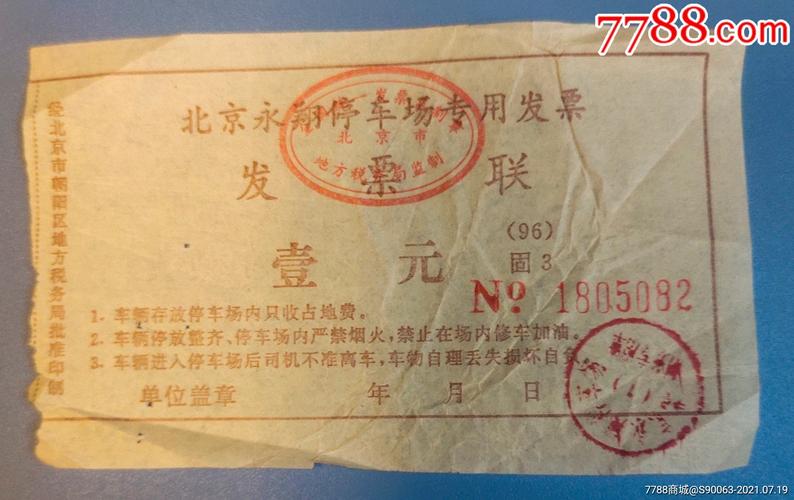 7788.com
北京永翔停车场专用发票
北京市
地方税务局监制
发票联
(96)
壹元
固3
№ 1805082
1. 车辆存放停车场内只收占地费。
2. 车辆停放整齐、停车场内严禁烟火,禁止在场内修车加油。
3. 车辆进入停车场后司机不准离车,车物自理丢失损坏自负
单位盖章 年 月 日
经北京市朝阳区地方税务局批准印制
7788商城@S90063-2021.07.19